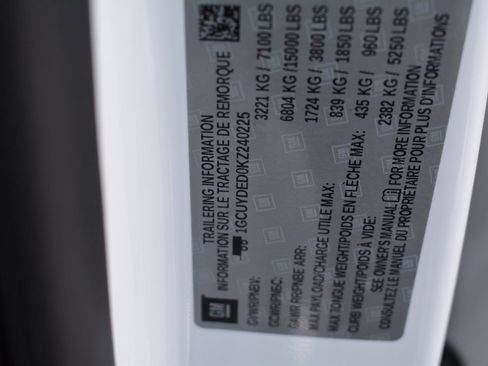 TRAILERING INFORMATION
INFORMATION SUR LE TRACTAGE DE REMORQUE
1GCUYDED0KZ240225
GVWR/PNBV: 3221 KG / 7100 LBS
GCWR/PNBC: 6804 KG / 15000 LBS
GAWR RR/PNBE ARR: 1724 KG / 3800 LBS
MAX PAYLOAD/CHARGE UTILE MAX: 839 KG / 1850 LBS
MAX TONGUE WEIGHT/POIDS EN FLÈCHE MAX: 435 KG / 960 LBS
CURB WEIGHT/POIDS À VIDE: 2382 KG / 5250 LBS
SEE OWNER'S MANUAL FOR MORE INFORMATION
CONSULTEZ LE MANUEL DU PROPRIÉTAIRE POUR PLUS D'INFORMATIONS
GM